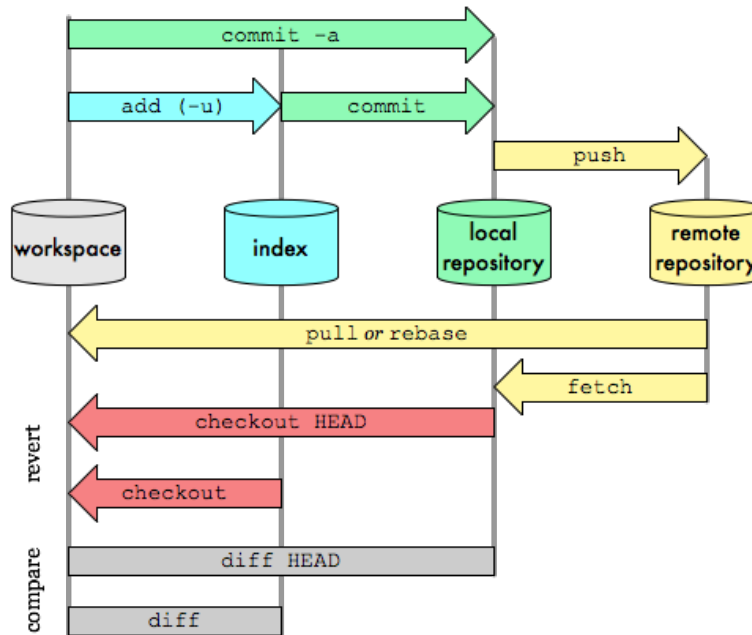 commit -a
add (-u)
commit
push
workspace
index
local
repository
remote
repository
pull or rebase
fetch
revert
checkout HEAD
checkout
compare
diff HEAD
diff